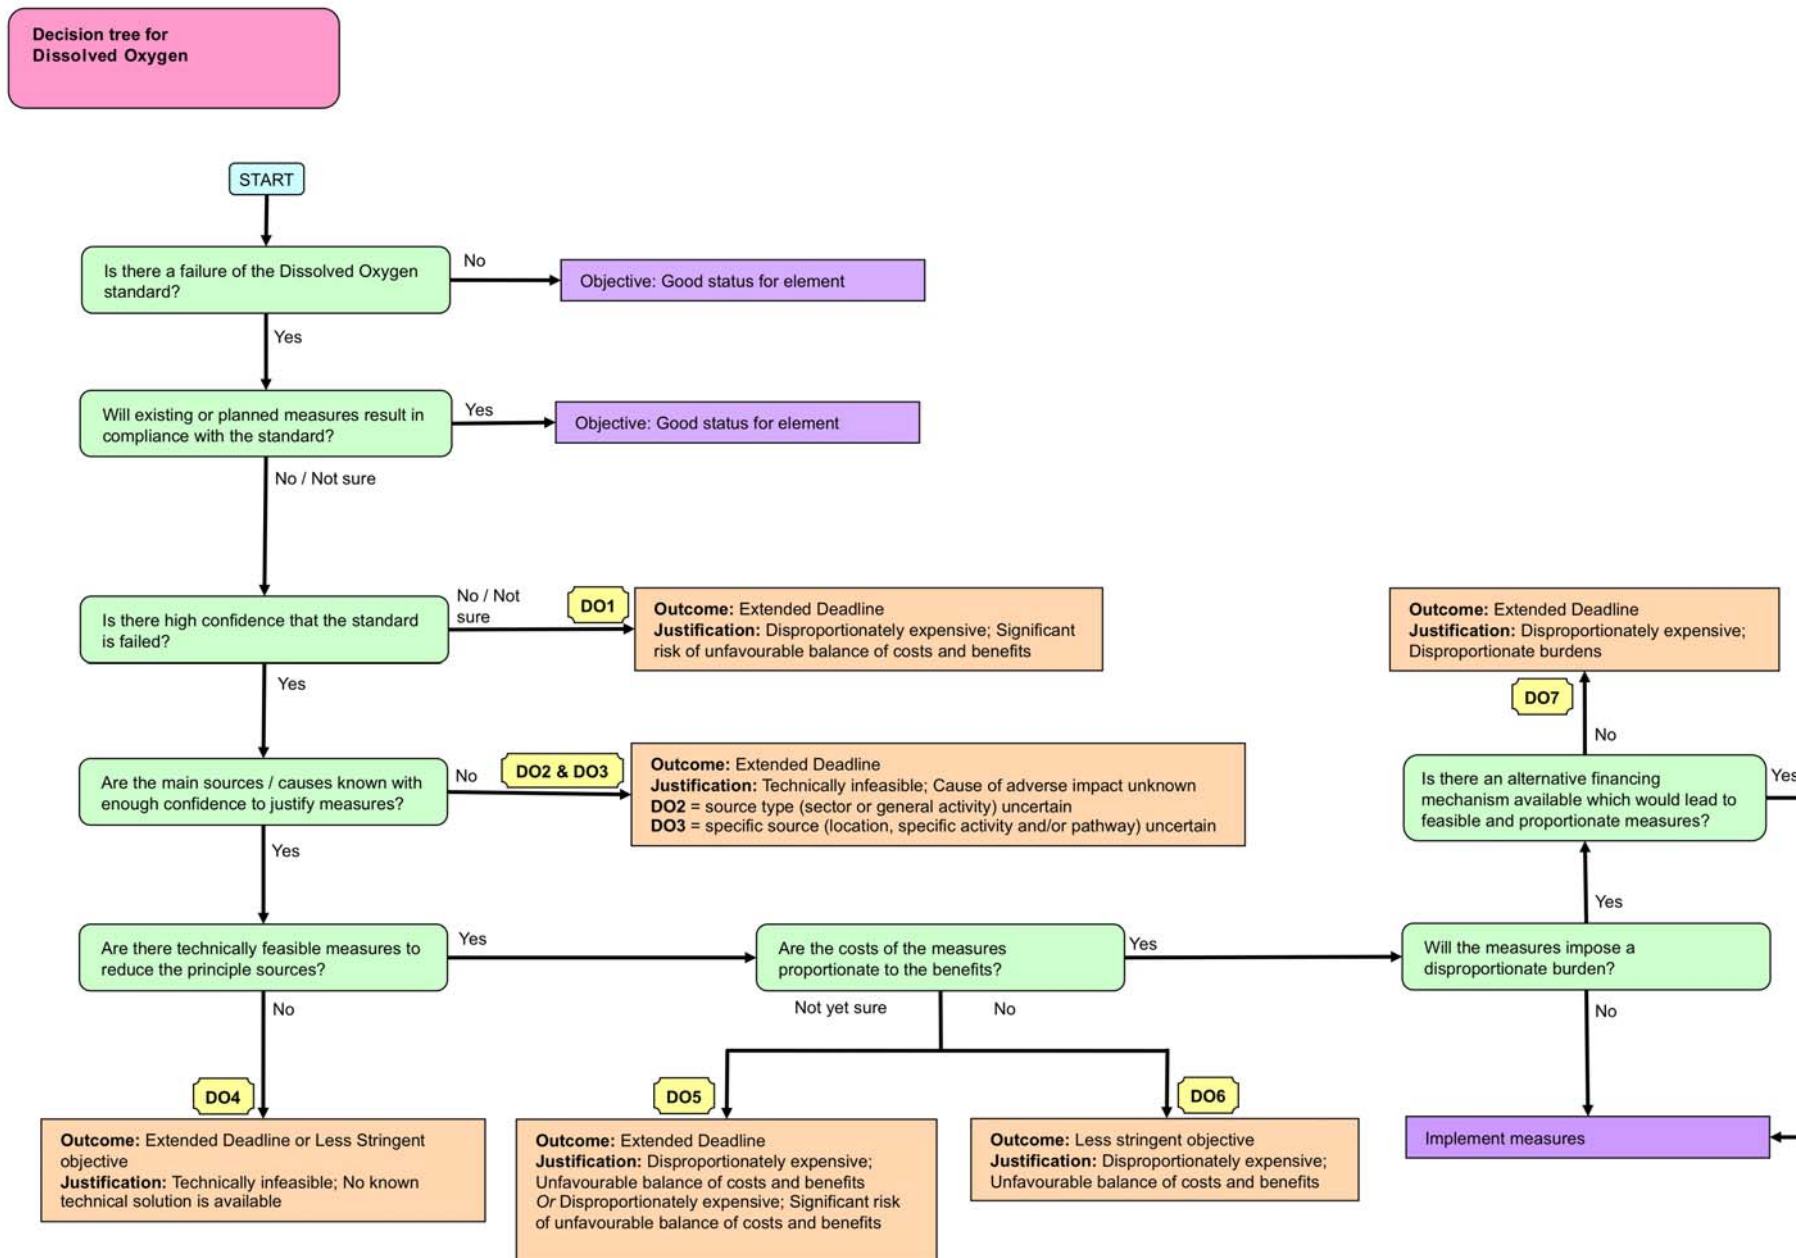 Decision tree for
Dissolved Oxygen
START
Is there a failure of the Dissolved Oxygen
standard?
No
Objective: Good status for element
Yes
Will existing or planned measures result in
compliance with the standard?
Yes
Objective: Good status for element
No / Not sure
Is there high confidence that the standard
is failed?
No / Not
sure
DO1
Outcome: Extended Deadline
Justification: Disproportionately expensive; Significant
risk of unfavourable balance of costs and benefits
Yes
Are the main sources / causes known with
enough confidence to justify measures?
No
DO2 & DO3
Outcome: Extended Deadline
Justification: Technically infeasible; Cause of adverse impact unknown
DO2 = source type (sector or general activity) uncertain
DO3 = specific source (location, specific activity and/or pathway) uncertain
Yes
Are there technically feasible measures to
reduce the principle sources?
Yes
Are the costs of the measures
proportionate to the benefits?
Yes
Will the measures impose a
disproportionate burden?
Yes
Is there an alternative financing
mechanism available which would lead to
feasible and proportionate measures?
Yes
No
DO7
Outcome: Extended Deadline
Justification: Disproportionately expensive;
Disproportionate burdens
No
Implement measures
No
DO4
Outcome: Extended Deadline or Less Stringent
objective
Justification: Technically infeasible; No known
technical solution is available
Not yet sure
No
DO5
Outcome: Extended Deadline
Justification: Disproportionately expensive;
Unfavourable balance of costs and benefits
Or Disproportionately expensive; Significant risk
of unfavourable balance of costs and benefits
DO6
Outcome: Less stringent objective
Justification: Disproportionately expensive;
Unfavourable balance of costs and benefits